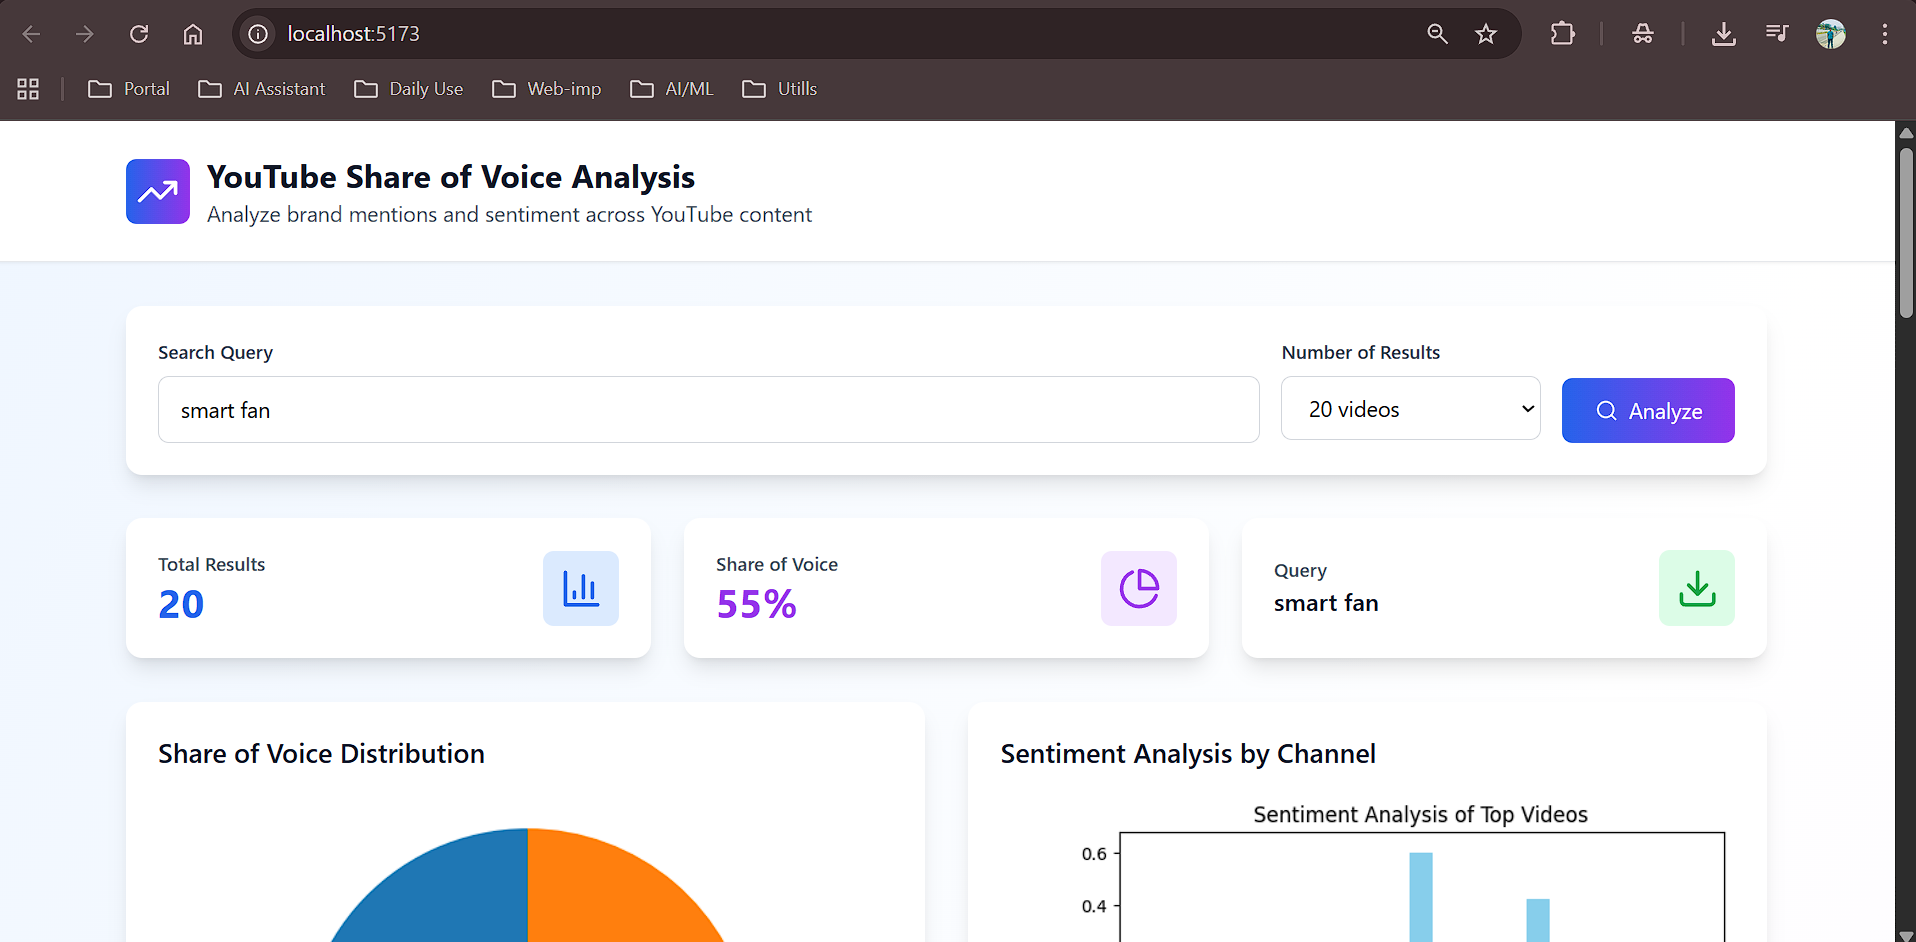 localhost:5173
Portal AI Assistant Daily Use Web-imp AI/ML Utills
YouTube Share of Voice Analysis
Analyze brand mentions and sentiment across YouTube content
Search Query
smart fan
Number of Results
20 videos
Analyze
Total Results
20
Share of Voice
55%
Query
smart fan
Share of Voice Distribution
Sentiment Analysis by Channel
Sentiment Analysis of Top Videos
0.6
0.4